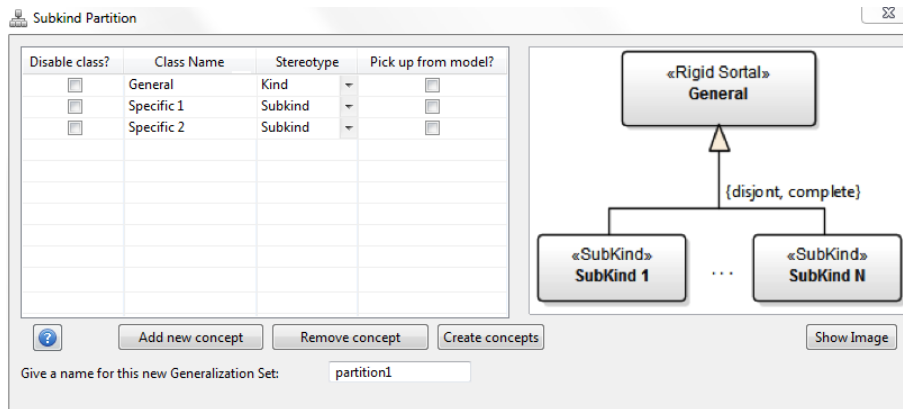 Subkind Partition
Disable class? Class Name Stereotype Pick up from model?
General Kind
Specific 1 Subkind
Specific 2 Subkind
«Rigid Sortal»
General
{disjont, complete}
«SubKind»
SubKind 1
...
«SubKind»
SubKind N
? Add new concept Remove concept Create concepts Show Image
Give a name for this new Generalization Set: partition1